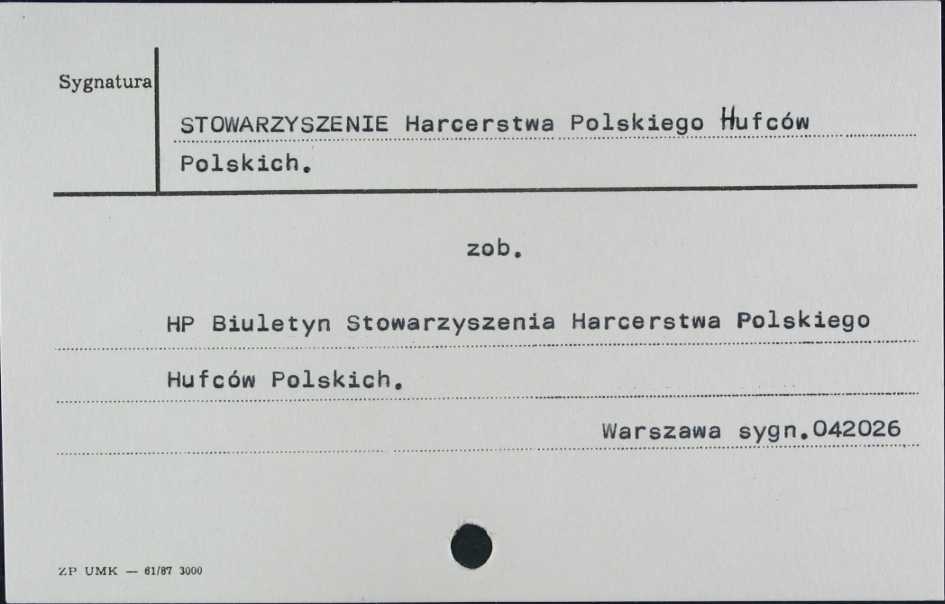 Sygnatura
STOWARZYSZENIE Harcerstwa Polskiego Hufców
Polskich.
zob.
HP Biuletyn Stowarzyszenia Harcerstwa Polskiego
Hufców Polskich.
Warszawa sygn.042026
ZP UMK — 61/87 3000